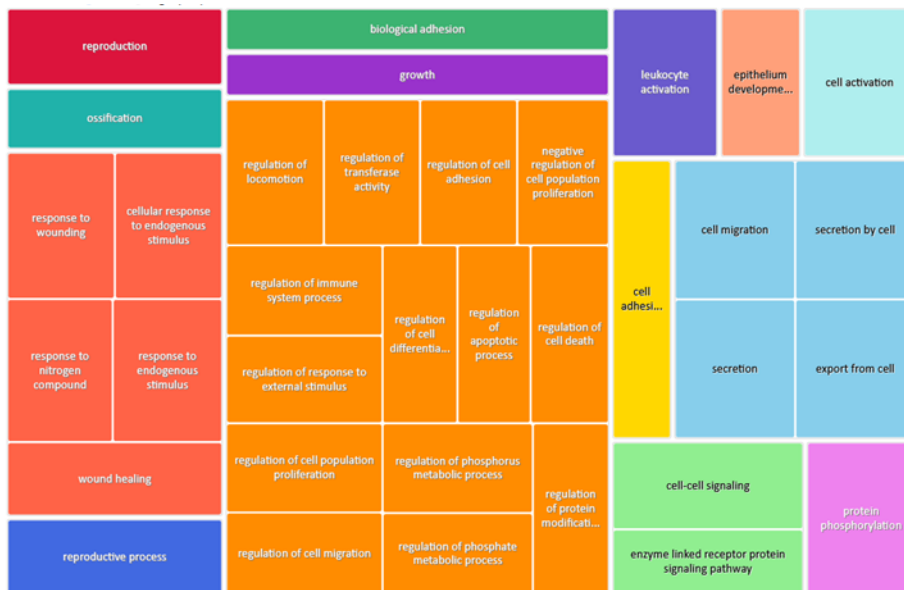 reproduction
ossification
response to
wounding
cellular response
to endogenous
stimulus
response to
nitrogen
compound
response to
endogenous
stimulus
wound healing
reproductive process
biological adhesion
growth
regulation of
locomotion
regulation of
transferase
activity
regulation of cell
adhesion
negative
regulation of
cell population
proliferation
regulation of immune
system process
regulation of response to
external stimulus
regulation
of cell
differentia...
regulation
of
apoptotic
process
regulation of
cell death
regulation of cell population
proliferation
regulation of cell migration
regulation of phosphorus
metabolic process
regulation of phosphate
metabolic process
regulation
of protein
modificati...
leukocyte
activation
epithelium
developme...
cell activation
cell
adhesi...
cell migration
secretion by cell
secretion
export from cell
cell-cell signaling
enzyme linked receptor protein
signaling pathway
protein
phosphorylation